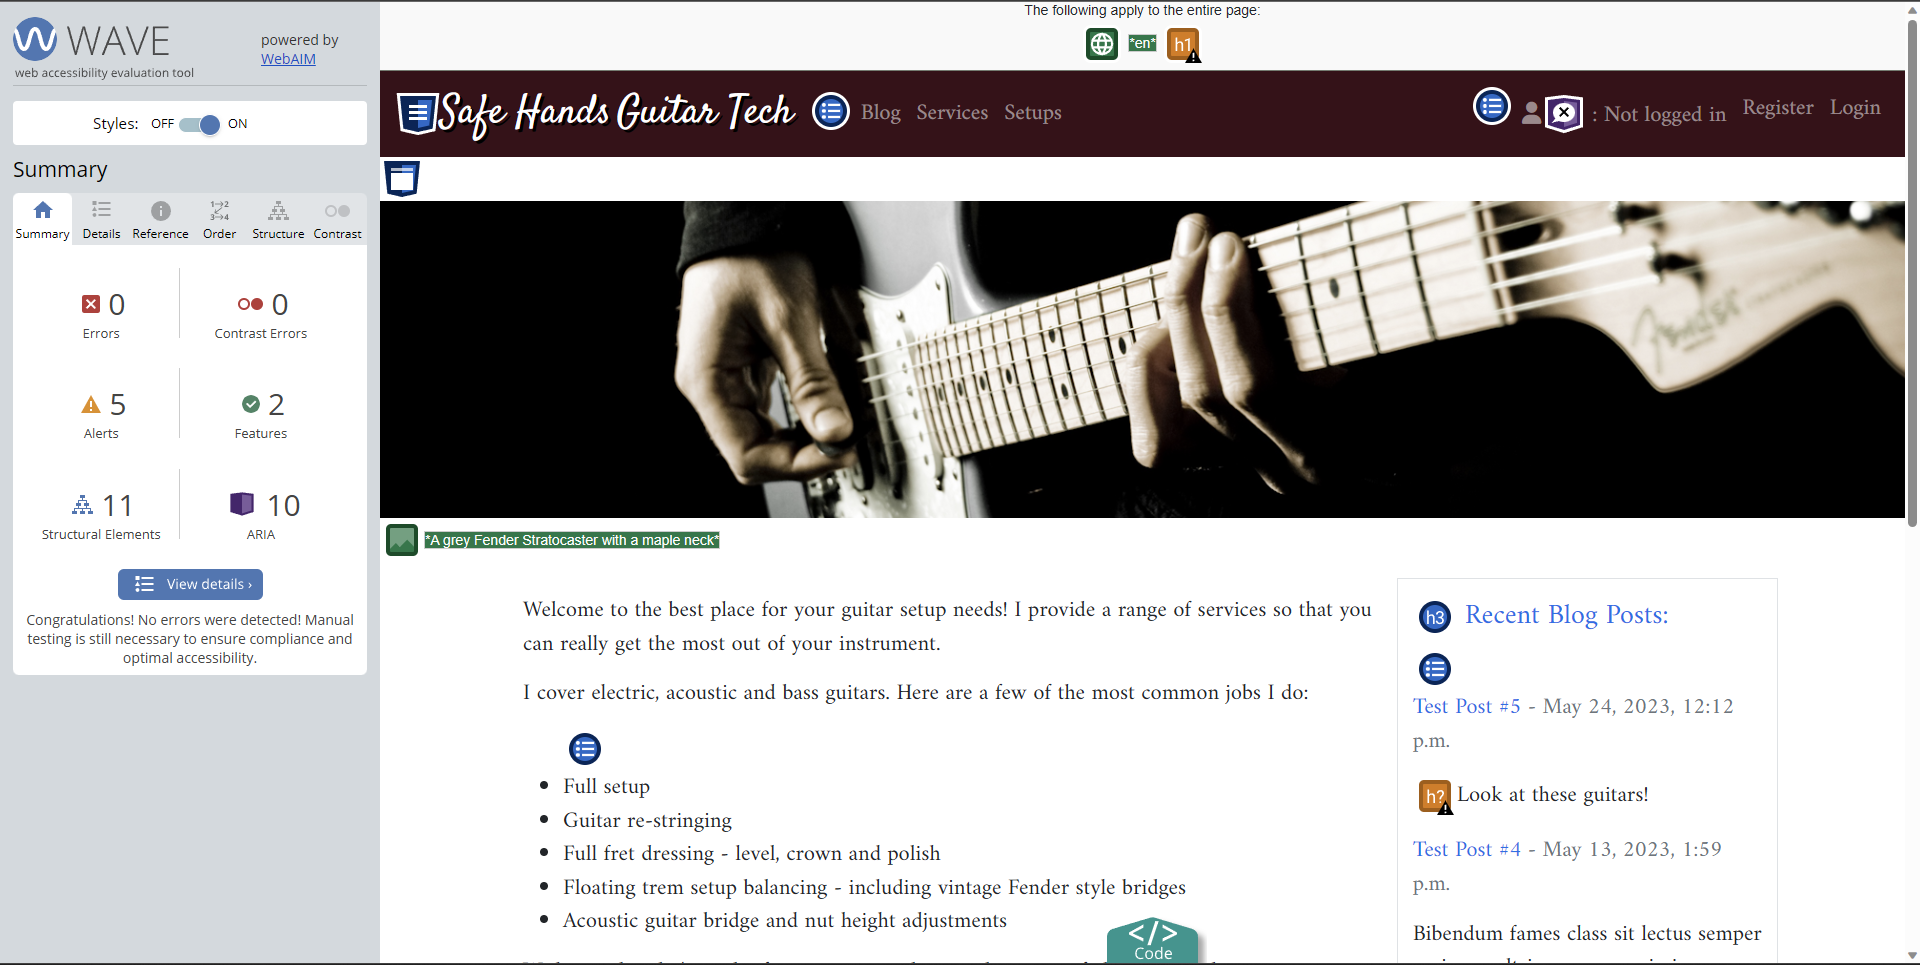 WAVE
web accessibility evaluation tool
powered by
WebAIM
Styles: OFF ON
Summary
Summary Details Reference Order Structure Contrast
0
Errors
0
Contrast Errors
5
Alerts
2
Features
11
Structural Elements
10
ARIA
View details ›
Congratulations! No errors were detected! Manual
testing is still necessary to ensure compliance and
optimal accessibility.
The following apply to the entire page:
*en* h1
Safe Hands Guitar Tech Blog Services Setups
: Not logged in Register Login
Fender
*A grey Fender Stratocaster with a maple neck*
Welcome to the best place for your guitar setup needs! I provide a range of services so that you
can really get the most out of your instrument.
I cover electric, acoustic and bass guitars. Here are a few of the most common jobs I do:
Full setup
Guitar re-stringing
Full fret dressing - level, crown and polish
Floating trem setup balancing - including vintage Fender style bridges
Acoustic guitar bridge and nut height adjustments
</> Code
h3 Recent Blog Posts:
Test Post #5 - May 24, 2023, 12:12
p.m.
h? Look at these guitars!
Test Post #4 - May 13, 2023, 1:59
p.m.
Bibendum fames class sit lectus semper